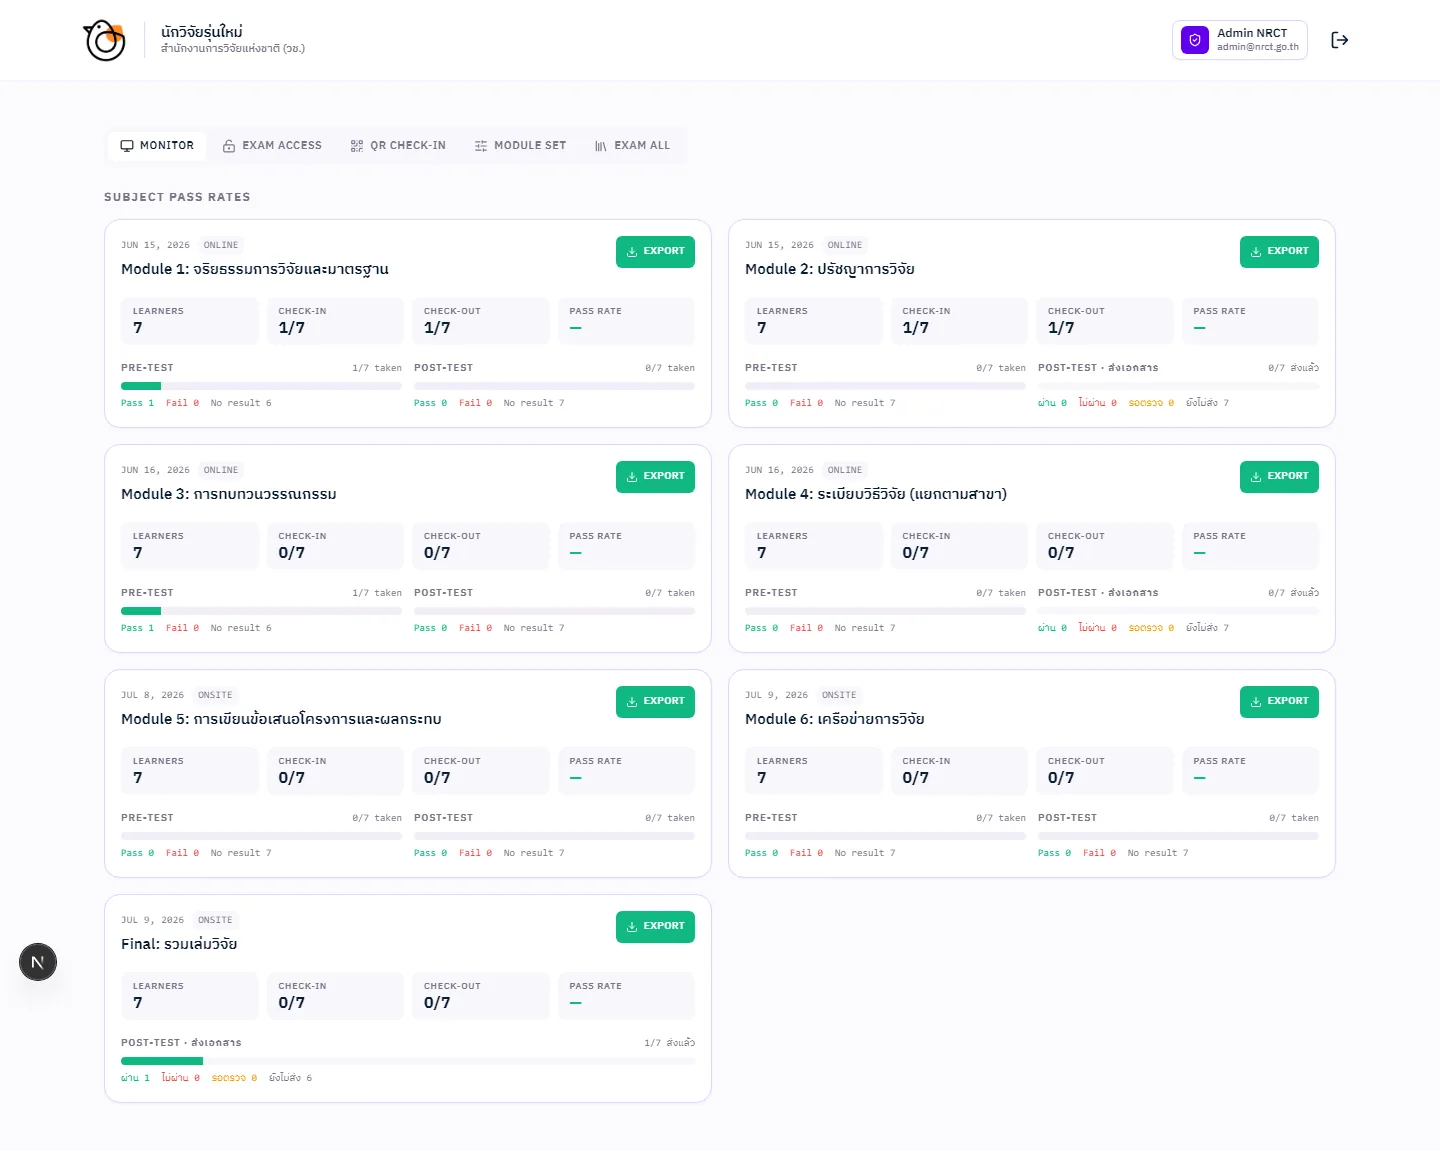 นักวิจัยรุ่นใหม่
สำนักงานการวิจัยแห่งชาติ (วช.)
Admin NRCT
admin@nrct.go.th
MONITOR
EXAM ACCESS
QR CHECK-IN
MODULE SET
EXAM ALL
SUBJECT PASS RATES
JUN 15, 2026 ONLINE
EXPORT
Module 1: จริยธรรมการวิจัยและมาตรฐาน
LEARNERS CHECK-IN CHECK-OUT PASS RATE
7 1/7 1/7 —
PRE-TEST 1/7 taken POST-TEST 0/7 taken
Pass 1 Fail 0 No result 6 Pass 0 Fail 0 No result 7
JUN 15, 2026 ONLINE
EXPORT
Module 2: ปรัชญาการวิจัย
LEARNERS CHECK-IN CHECK-OUT PASS RATE
7 1/7 1/7 —
PRE-TEST 0/7 taken POST-TEST · ส่งเอกสาร 0/7 ส่งแล้ว
Pass 0 Fail 0 No result 7 ผ่าน 0 ไม่ผ่าน 0 รอตรวจ 0 ยังไม่ส่ง 7
JUN 16, 2026 ONLINE
EXPORT
Module 3: การทบทวนวรรณกรรม
LEARNERS CHECK-IN CHECK-OUT PASS RATE
7 0/7 0/7 —
PRE-TEST 1/7 taken POST-TEST 0/7 taken
Pass 1 Fail 0 No result 6 Pass 0 Fail 0 No result 7
JUN 16, 2026 ONLINE
EXPORT
Module 4: ระเบียบวิธีวิจัย (แยกตามสาขา)
LEARNERS CHECK-IN CHECK-OUT PASS RATE
7 0/7 0/7 —
PRE-TEST 0/7 taken POST-TEST · ส่งเอกสาร 0/7 ส่งแล้ว
Pass 0 Fail 0 No result 7 ผ่าน 0 ไม่ผ่าน 0 รอตรวจ 0 ยังไม่ส่ง 7
JUL 8, 2026 ONSITE
EXPORT
Module 5: การเขียนข้อเสนอโครงการและผลกระทบ
LEARNERS CHECK-IN CHECK-OUT PASS RATE
7 0/7 0/7 —
PRE-TEST 0/7 taken POST-TEST 0/7 taken
Pass 0 Fail 0 No result 7 Pass 0 Fail 0 No result 7
JUL 9, 2026 ONSITE
EXPORT
Module 6: เครือข่ายการวิจัย
LEARNERS CHECK-IN CHECK-OUT PASS RATE
7 0/7 0/7 —
PRE-TEST 0/7 taken POST-TEST 0/7 taken
Pass 0 Fail 0 No result 7 Pass 0 Fail 0 No result 7
JUL 9, 2026 ONSITE
EXPORT
Final: รวมเล่มวิจัย
LEARNERS CHECK-IN CHECK-OUT PASS RATE
7 0/7 0/7 —
POST-TEST · ส่งเอกสาร 1/7 ส่งแล้ว
ผ่าน 1 ไม่ผ่าน 0 รอตรวจ 0 ยังไม่ส่ง 6
N